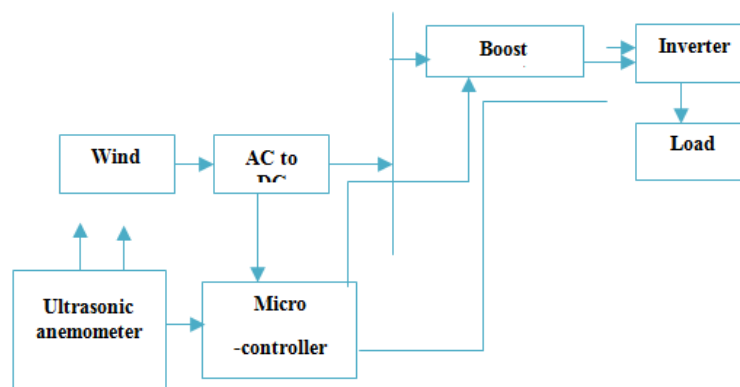 Boost
Inverter
Load
Wind
AC to
Ultrasonic
anemometer
Micro
-controller